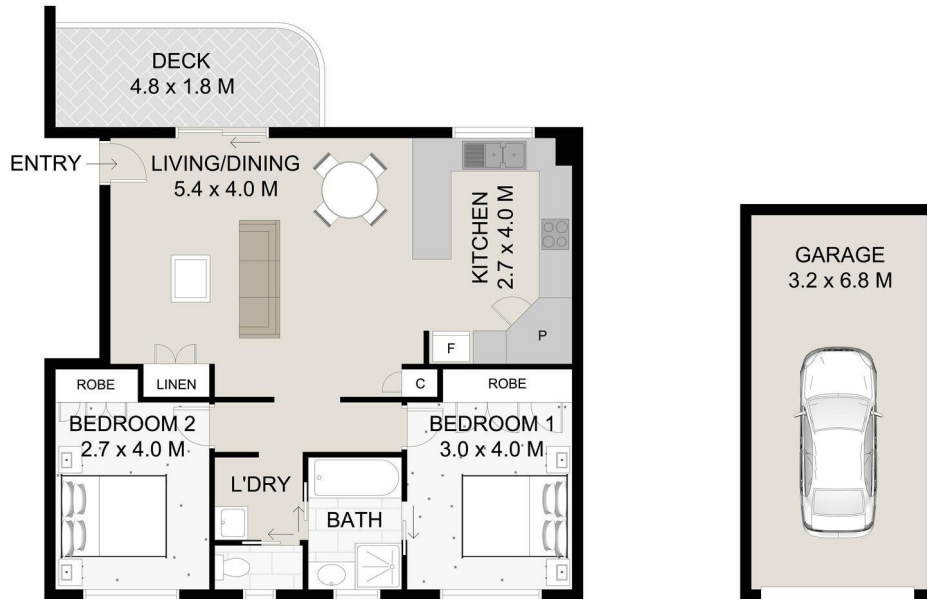 DECK
4.8 x 1.8 M
ENTRY
LIVING/DINING
5.4 x 4.0 M
KITCHEN
2.7 x 4.0 M
F
P
ROBE
LINEN
C
ROBE
BEDROOM 2
2.7 x 4.0 M
BEDROOM 1
3.0 x 4.0 M
L'DRY
BATH
GARAGE
3.2 x 6.8 M